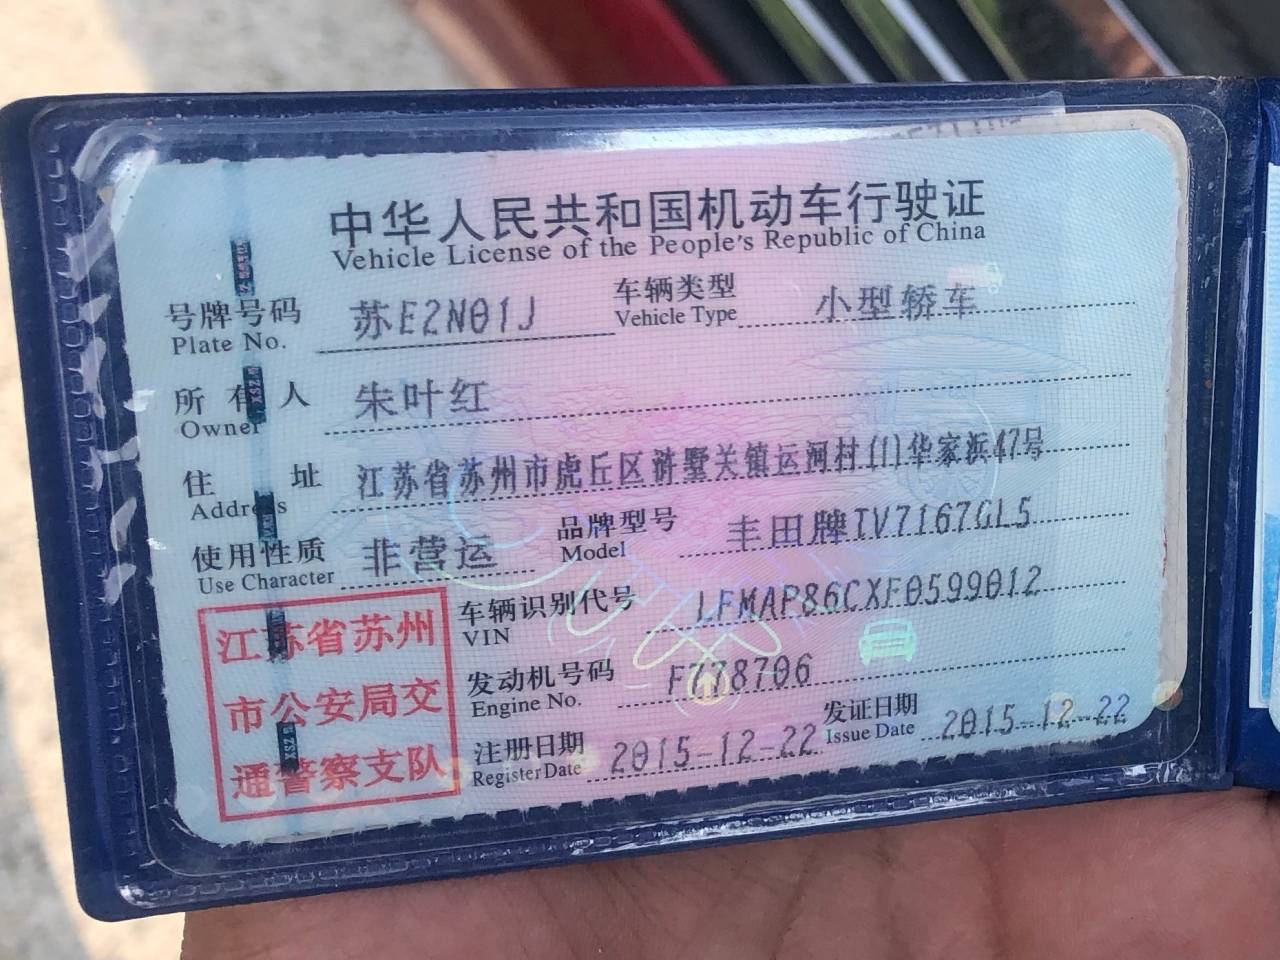 中华人民共和国机动车行驶证
Vehicle License of the People's Republic of China
号牌号码 苏E2N01J 车辆类型 小型轿车
Plate No. Vehicle Type
所有人 朱叶红
Owner
住址 江苏省苏州市虎丘区浒墅关镇运河村(1)华家浜47号
Address
使用性质 非营运 品牌型号 丰田牌TV7167GL5
Use Character Model
车辆识别代号 LFMAP86CXF0599012
VIN
发动机号码 F778706
Engine No.
注册日期 2015-12-22 发证日期 2015-12-22
Register Date Issue Date
江苏省苏州
市公安局交
通警察支队